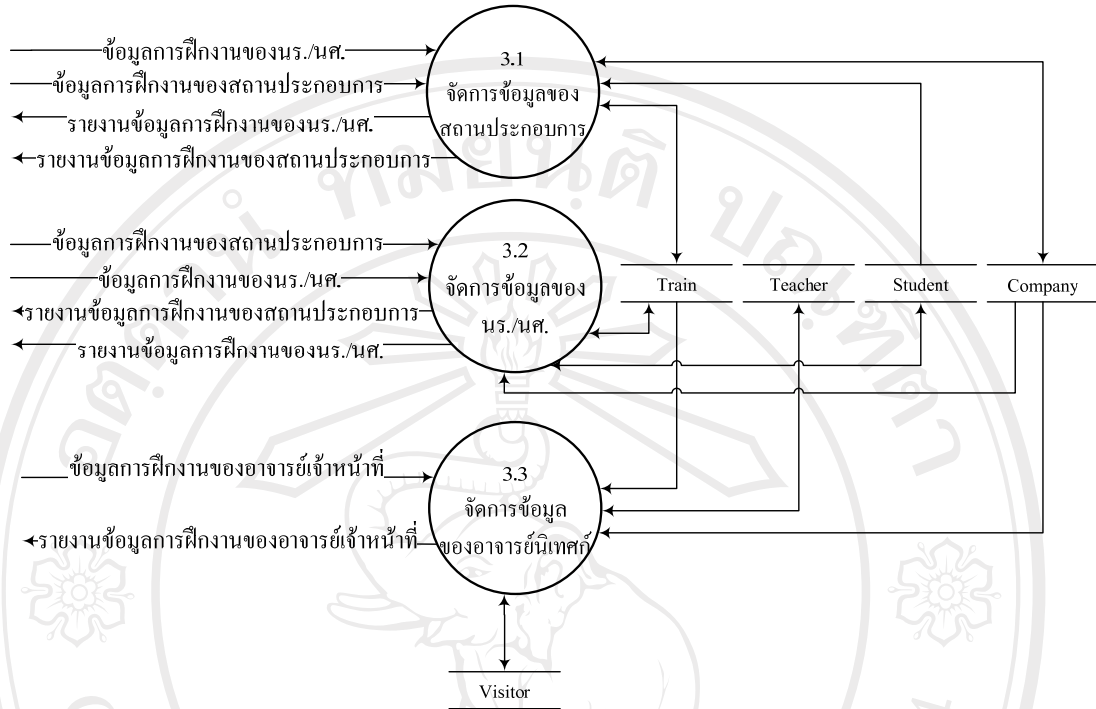 ข้อมูลการฝึกงานของนร./นศ.
ข้อมูลการฝึกงานของสถานประกอบการ
รายงานข้อมูลการฝึกงานของนร./นศ.
รายงานข้อมูลการฝึกงานของสถานประกอบการ
3.1
จัดการข้อมูลของ
สถานประกอบการ
ข้อมูลการฝึกงานของสถานประกอบการ
ข้อมูลการฝึกงานของนร./นศ.
รายงานข้อมูลการฝึกงานของสถานประกอบการ
รายงานข้อมูลการฝึกงานของนร./นศ.
3.2
จัดการข้อมูลของ
นร./นศ.
Train
Teacher
Student
Company
ข้อมูลการฝึกงานของอาจารย์เจ้าหน้าที่
รายงานข้อมูลการฝึกงานของอาจารย์เจ้าหน้าที่
3.3
จัดการข้อมูล
ของอาจารย์นิเทศก์
Visitor